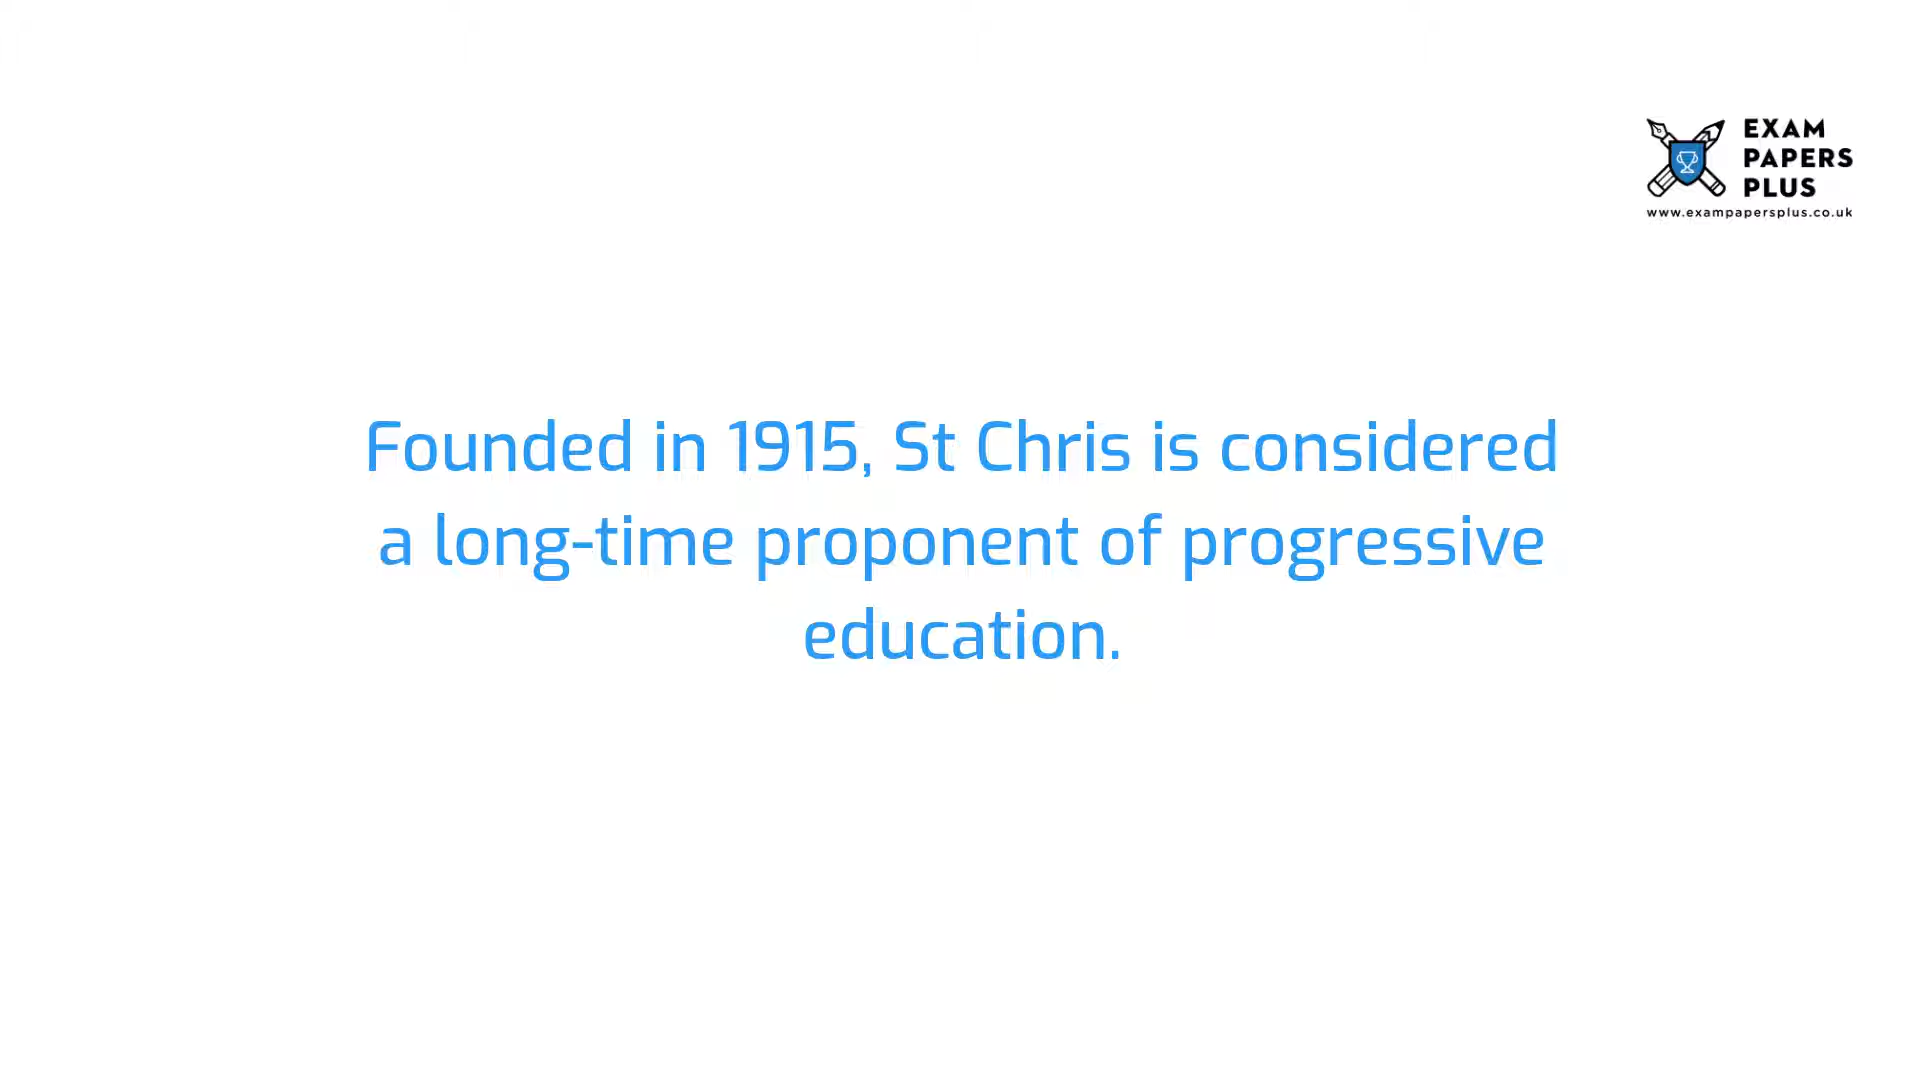 EXAM
PAPERS
PLUS
www.exampapersplus.co.uk
Founded in 1915, St Chris is considered
a long-time proponent of progressive
education.